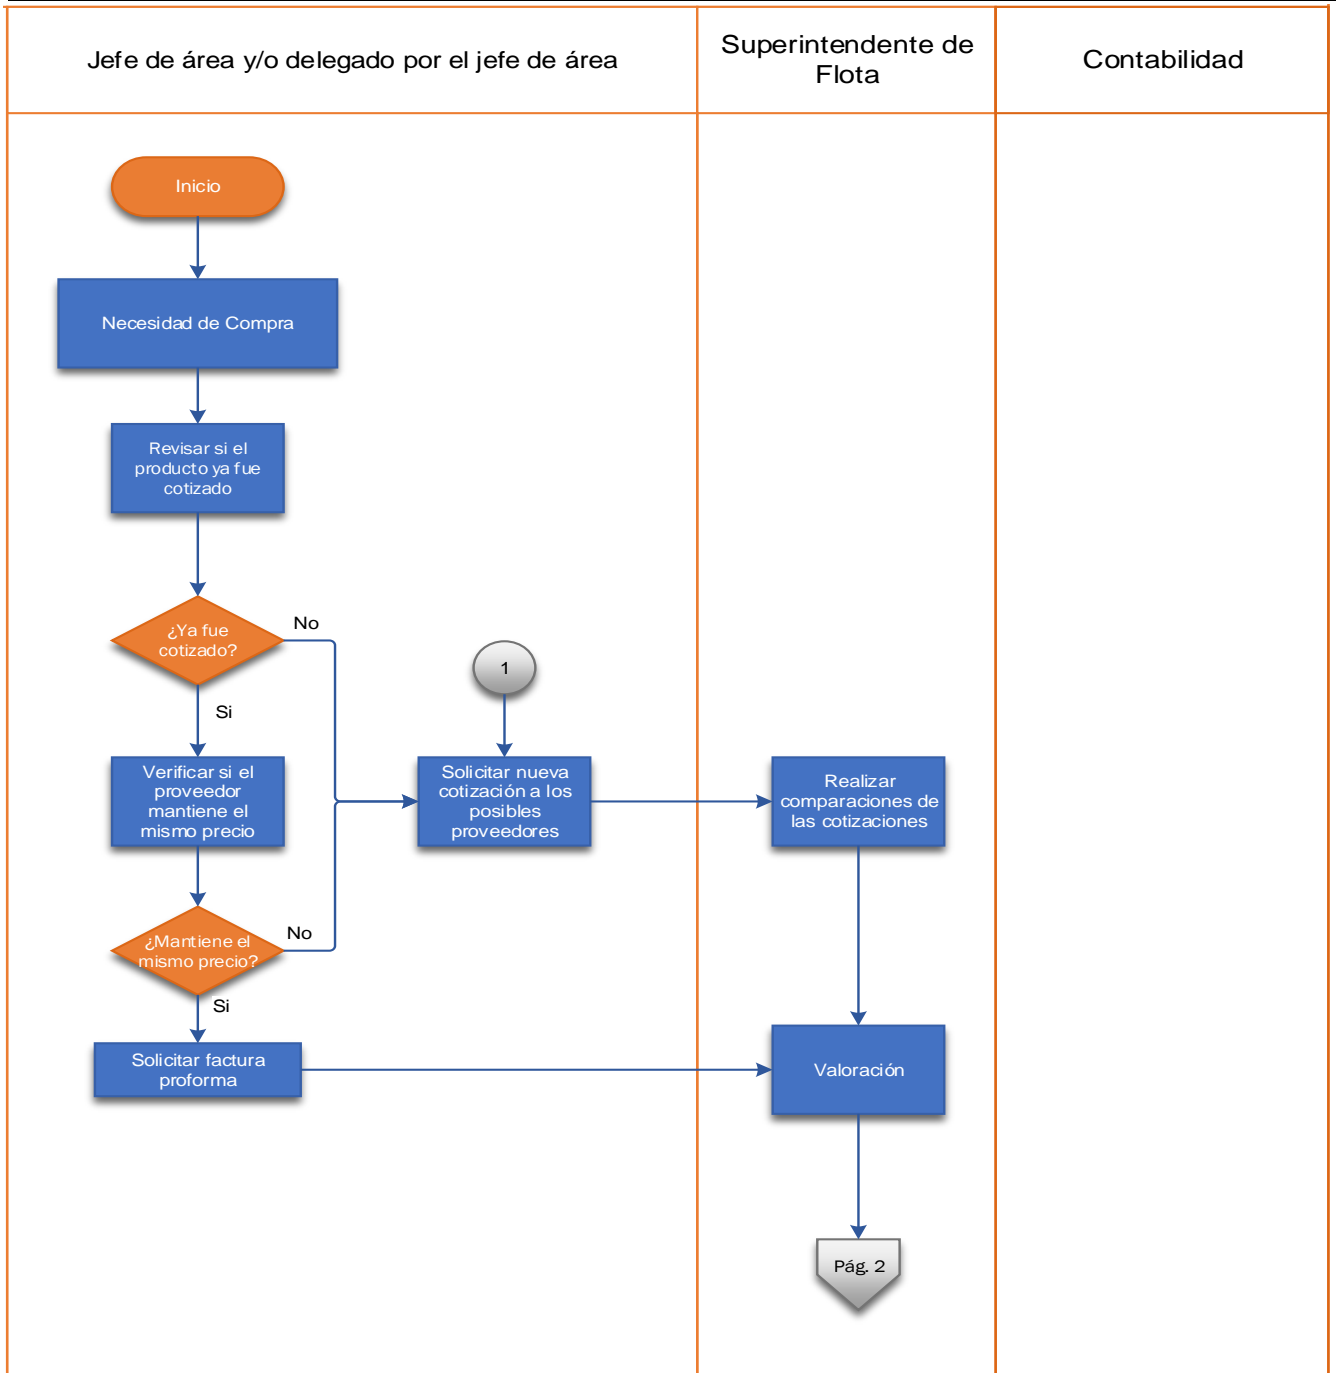 Jefe de área y/o delegado por el jefe de área
Superintendente de
Flota
Contabilidad
Inicio
Necesidad de Compra
Revisar si el
producto ya fue
cotizado
¿Ya fue
cotizado?
No
Si
1
Verificar si el
proveedor
mantiene el
mismo precio
Solicitar nueva
cotización a los
posibles
proveedores
Realizar
comparaciones de
las cotizaciones
¿Mantiene el
mismo precio?
No
Si
Solicitar factura
proforma
Valoración
Pág. 2